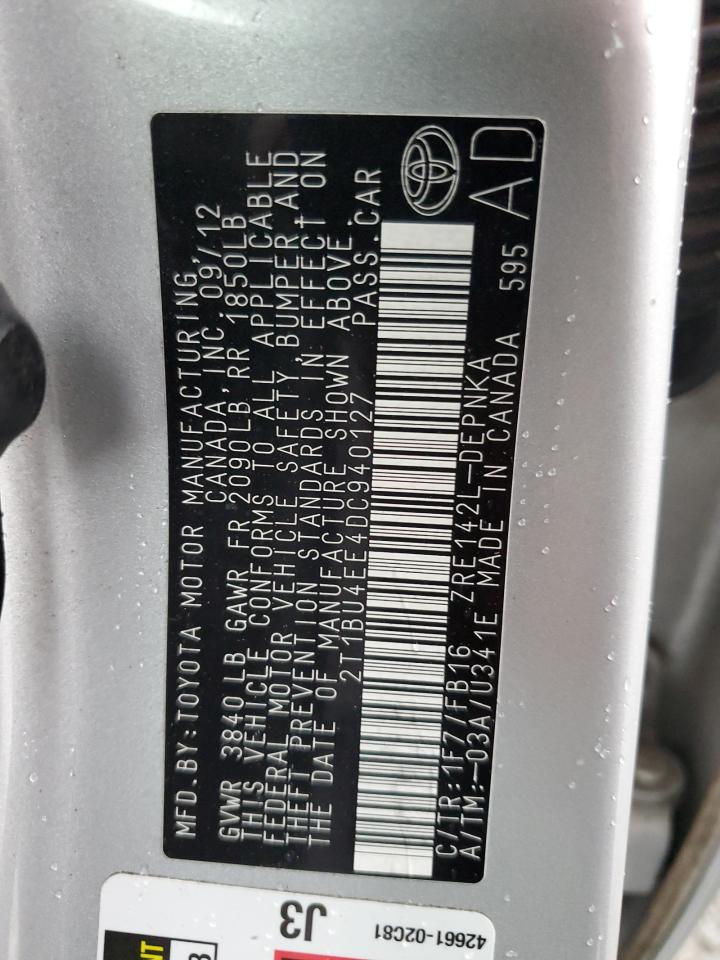 MFD.BY:TOYOTA MOTOR MANUFACTURING,
CANADA INC. 09/12
GVWR 3840LB GAWR FR 2090LB, RR 1850LB
THIS VEHICLE CONFORMS TO ALL APPLICABLE
FEDERAL MOTOR VEHICLE SAFETY, BUMPER, AND
THEFT PREVENTION STANDARDS IN EFFECT ON
THE DATE OF MANUFACTURE SHOWN ABOVE.
2T1BU4EE4DC940127 PASS.CAR
C/TR:1F7/FB16 ZRE142L-DEPNKA
A/TM:-03A/U341E MADE IN CANADA 595
AD
J3
42661-02C81
NT